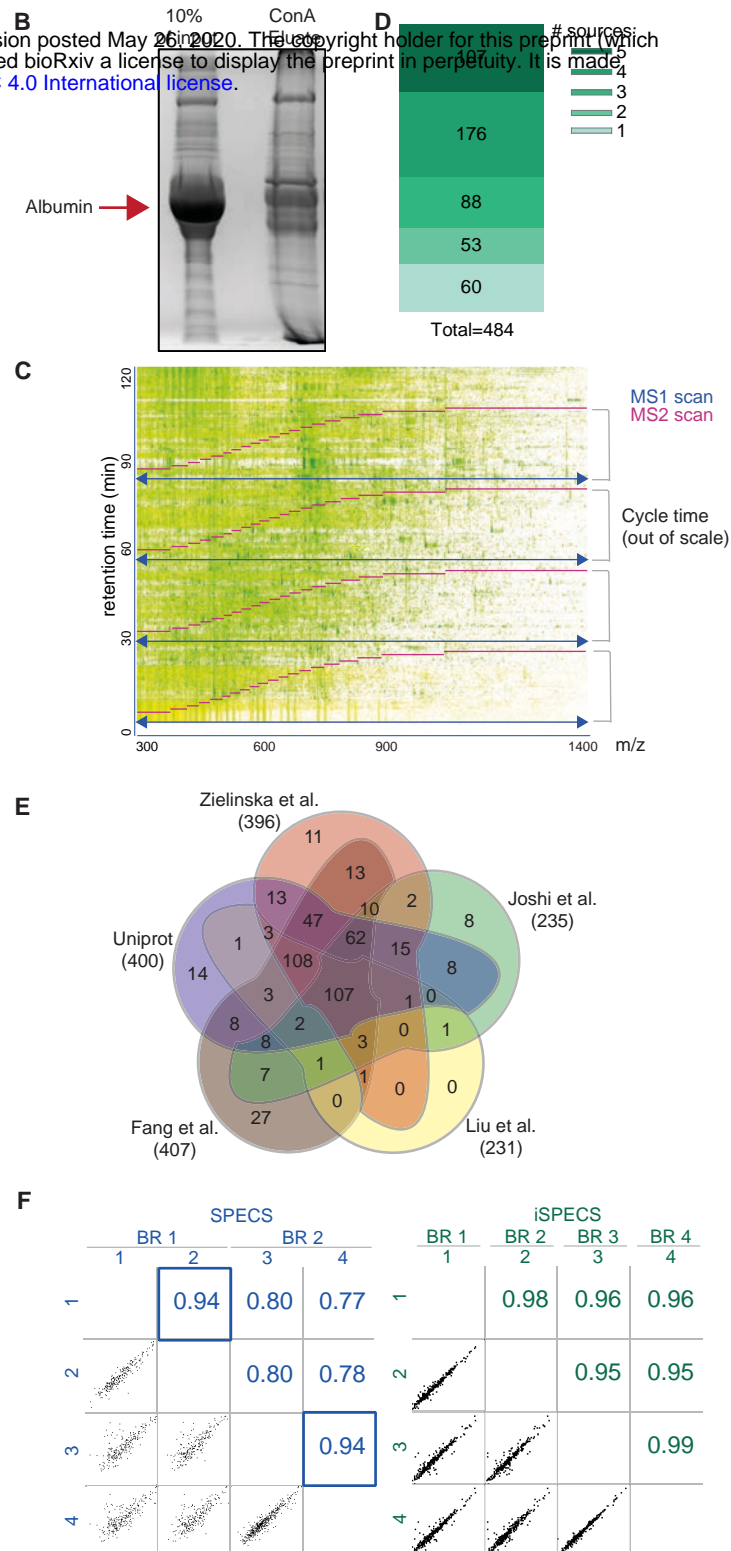 B
10%
of input
ConA
Eluate
D
# sources:
sion posted May 26, 2020. The copyright holder for this preprint (which
ed bioRxiv a license to display the preprint in perpetuity. It is made
4.0 International license.
107
176
88
53
60
5
4
3
2
1
Total=484
Albumin
C
retention time (min)
120
90
60
30
0
300
600
900
1400
m/z
MS1 scan
MS2 scan
Cycle time
(out of scale)
E
Zielinska et al.
(396)
Joshi et al.
(235)
Uniprot
(400)
Fang et al.
(407)
Liu et al.
(231)
11
13
13
10
2
8
47
3
62
15
8
1
108
14
3
107
1
0
8
2
8
3
0
1
7
1
1
0
0
0
27
F
SPECS
BR 1
BR 2
1
2
3
4
1
0.94
0.80
0.77
2
0.80
0.78
3
0.94
4
iSPECS
BR 1
BR 2
BR 3
BR 4
1
2
3
4
1
0.98
0.96
0.96
2
0.95
0.95
3
0.99
4